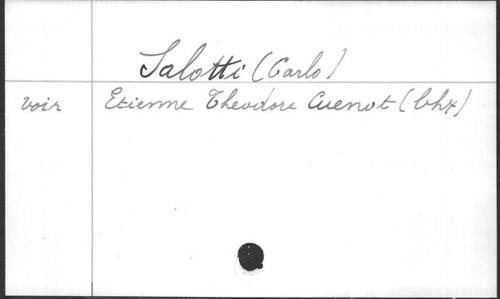 Salotti (Carlo)
voir Etienne Theodore Cuenot (bhx)